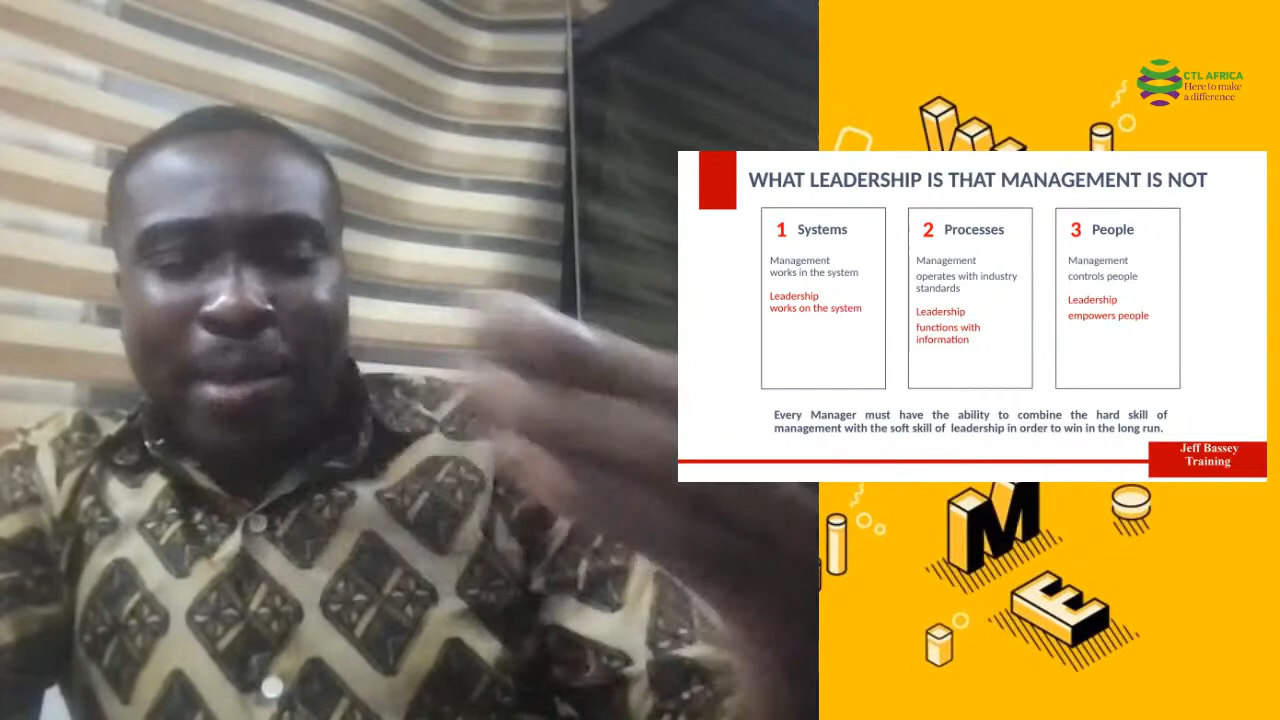 CTL AFRICA
Here to make
a difference
WHAT LEADERSHIP IS THAT MANAGEMENT IS NOT
1 Systems
Management
works in the system
Leadership
works on the system
2 Processes
Management
operates with industry
standards
Leadership
functions with
information
3 People
Management
controls people
Leadership
empowers people
Every Manager must have the ability to combine the hard skill of
management with the soft skill of leadership in order to win in the long run.
Jeff Bassey
Training
M
E